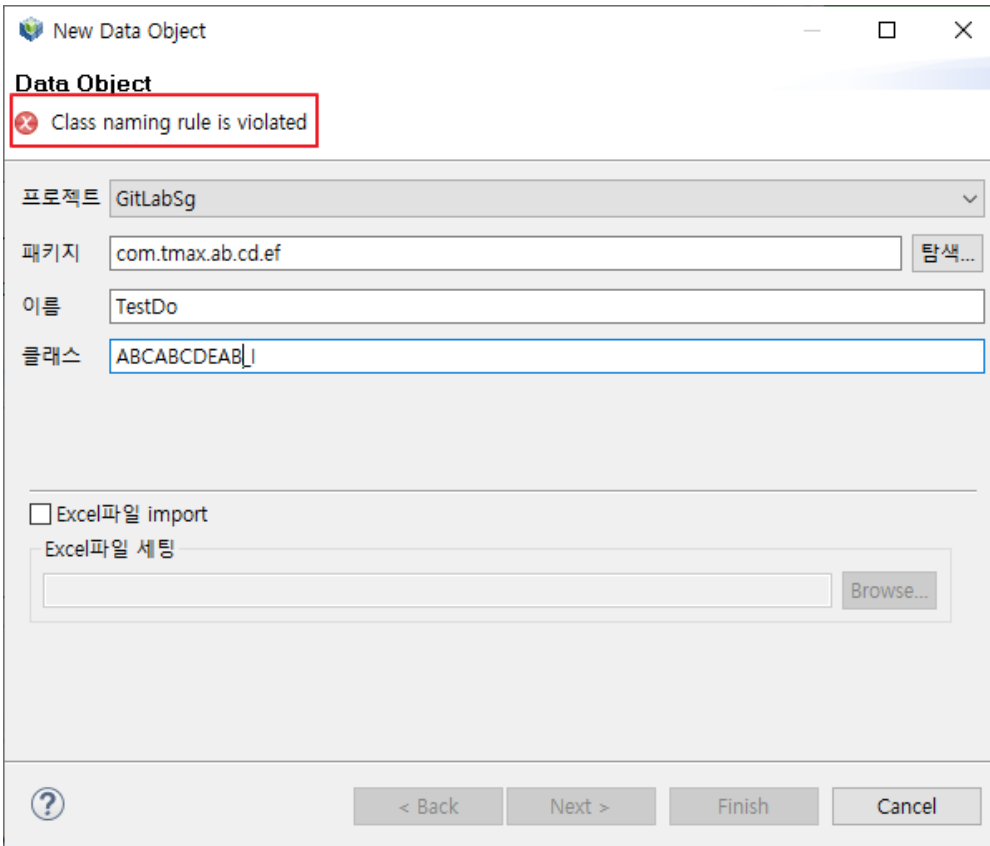 New Data Object
Data Object
Class naming rule is violated
프로젝트 GitLabSg
패키지 com.tmax.ab.cd.ef 탐색...
이름 TestDo
클래스 ABCABCDEAB_I
Excel파일 import
Excel파일 세팅
Browse...
< Back Next > Finish Cancel